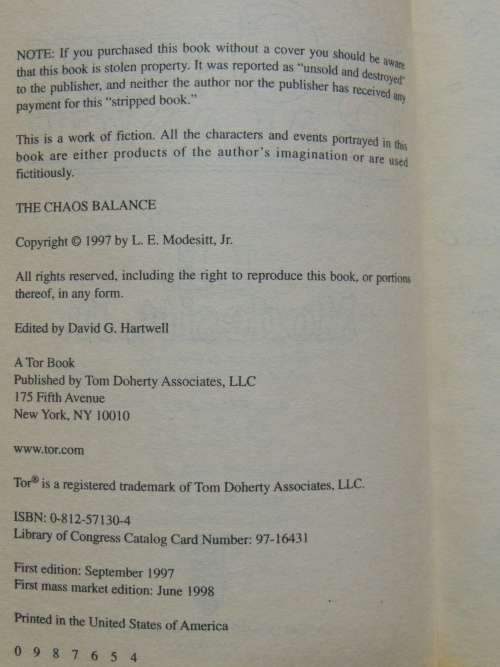 NOTE: If you purchased this book without a cover you should be aware
that this book is stolen property. It was reported as “unsold and destroyed”
to the publisher, and neither the author nor the publisher has received any
payment for this “stripped book.”
This is a work of fiction. All the characters and events portrayed in this
book are either products of the author’s imagination or are used
fictitiously.
THE CHAOS BALANCE
Copyright © 1997 by L. E. Modesitt, Jr.
All rights reserved, including the right to reproduce this book, or portions
thereof, in any form.
Edited by David G. Hartwell
A Tor Book
Published by Tom Doherty Associates, LLC
175 Fifth Avenue
New York, NY 10010
www.tor.com
Tor® is a registered trademark of Tom Doherty Associates, LLC.
ISBN: 0-812-57130-4
Library of Congress Catalog Card Number: 97-16431
First edition: September 1997
First mass market edition: June 1998
Printed in the United States of America
0 9 8 7 6 5 4